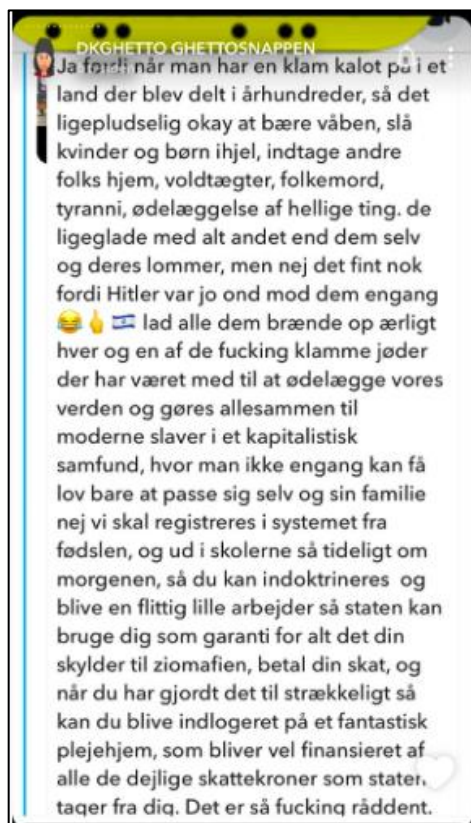 DKGHETTO GHETTOSNAPPEN
Ja fordi når man har en klam kalot på i et
land der blev delt i århundreder, så det
ligepludselig okay at bære våben, slå
kvinder og børn ihjel, indtage andre
folks hjem, voldtægter, folkemord,
tyranni, ødelæggelse af hellige ting. de
ligeglade med alt andet end dem selv
og deres lommer, men nej det fint nok
fordi Hitler var jo ond mod dem engang
😂🖕🇮🇱 lad alle dem brænde op ærligt
hver og en af de fucking klamme jøder
der har været med til at ødelægge vores
verden og gøres allesammen til
moderne slaver i et kapitalistisk
samfund, hvor man ikke engang kan få
lov bare at passe sig selv og sin familie
nej vi skal registreres i systemet fra
fødslen, og ud i skolerne så tideligt om
morgenen, så du kan indoktrineres og
blive en flittig lille arbejder så staten kan
bruge dig som garanti for alt det din
skylder til ziomafien, betal din skat, og
når du har gjordt det til strækkeligt så
kan du blive indlogeret på et fantastisk
plejehjem, som bliver vel finansieret af
alle de dejlige skattekroner som staten
tager fra dig. Det er så fucking råddent.